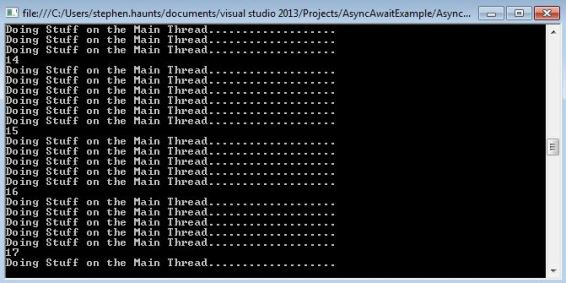 file:///C:/Users/stephen.haunts/documents/visual studio 2013/Projects/AsyncAwaitExample/Async...
Doing Stuff on the Main Thread...................
Doing Stuff on the Main Thread...................
Doing Stuff on the Main Thread...................
14
Doing Stuff on the Main Thread...................
Doing Stuff on the Main Thread...................
Doing Stuff on the Main Thread...................
Doing Stuff on the Main Thread...................
Doing Stuff on the Main Thread...................
Doing Stuff on the Main Thread...................
15
Doing Stuff on the Main Thread...................
Doing Stuff on the Main Thread...................
Doing Stuff on the Main Thread...................
Doing Stuff on the Main Thread...................
Doing Stuff on the Main Thread...................
16
Doing Stuff on the Main Thread...................
Doing Stuff on the Main Thread...................
Doing Stuff on the Main Thread...................
Doing Stuff on the Main Thread...................
Doing Stuff on the Main Thread...................
17
Doing Stuff on the Main Thread...................